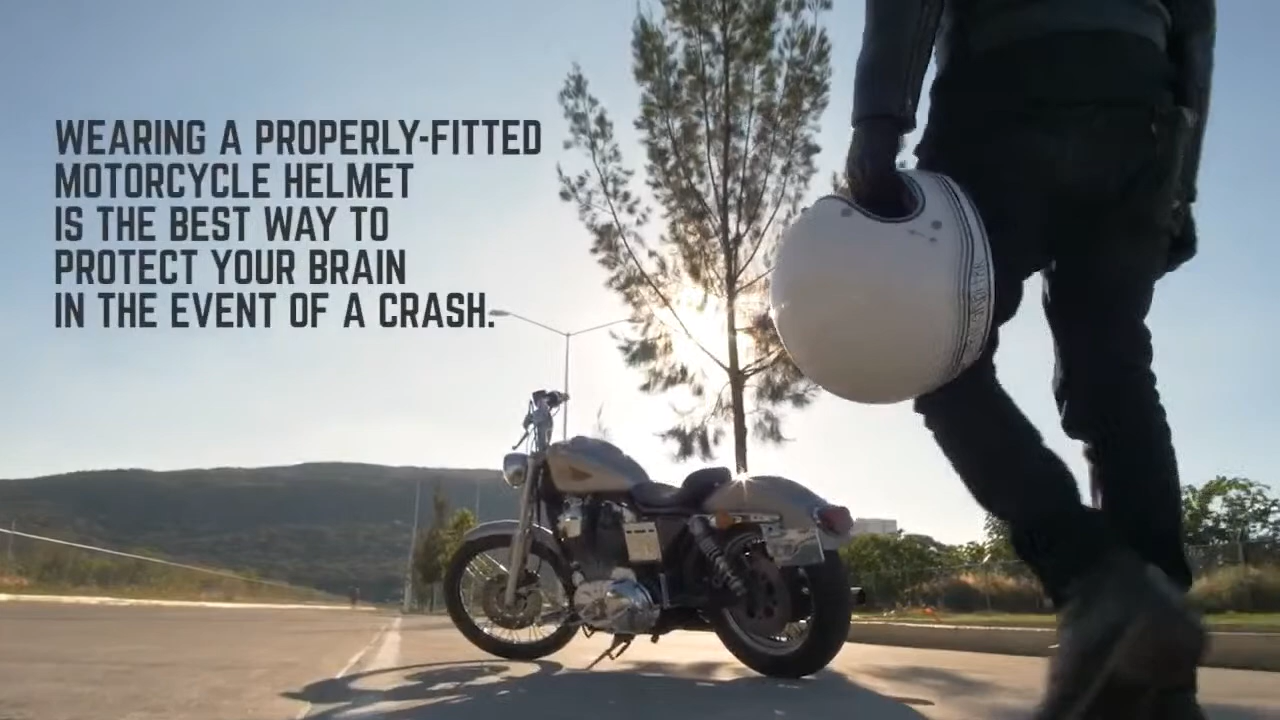 WEARING A PROPERLY-FITTED
MOTORCYCLE HELMET
IS THE BEST WAY TO
PROTECT YOUR BRAIN
IN THE EVENT OF A CRASH.